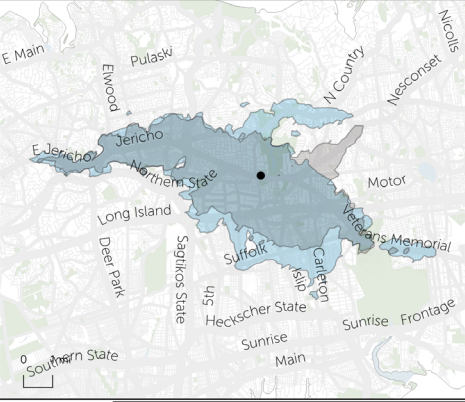 Nicolls
E Main
Pulaski
N Country
Nesconset
Elwood
Jericho
E Jericho
Northern State
Motor
Long Island
Veterans Memorial
Deer Park
Sagtikos State
Suffolk
Islip
Carleton
5th
Heckscher State
Sunrise
Frontage
Sunrise
Main
0
Southern State